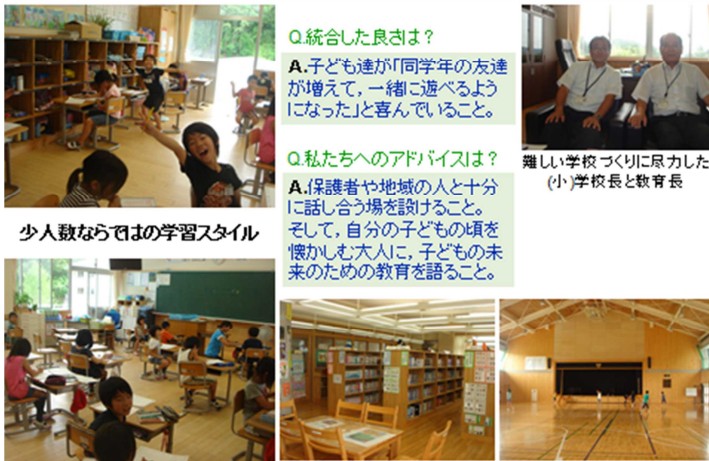 Q.統合した良さは？
A.子ども達が「同学年の友達
が増えて，一緒に遊べるよう
になった」と喜んでいること。
Q.私たちへのアドバイスは？
A.保護者や地域の人と十分
に話し合う場を設けること。
そして，自分の子どもの頃を
懐かしむ大人に，子どもの未
来のための教育を語ること。
難しい学校づくりに尽力した
(小)学校長と教育長
少人数ならではの学習スタイル